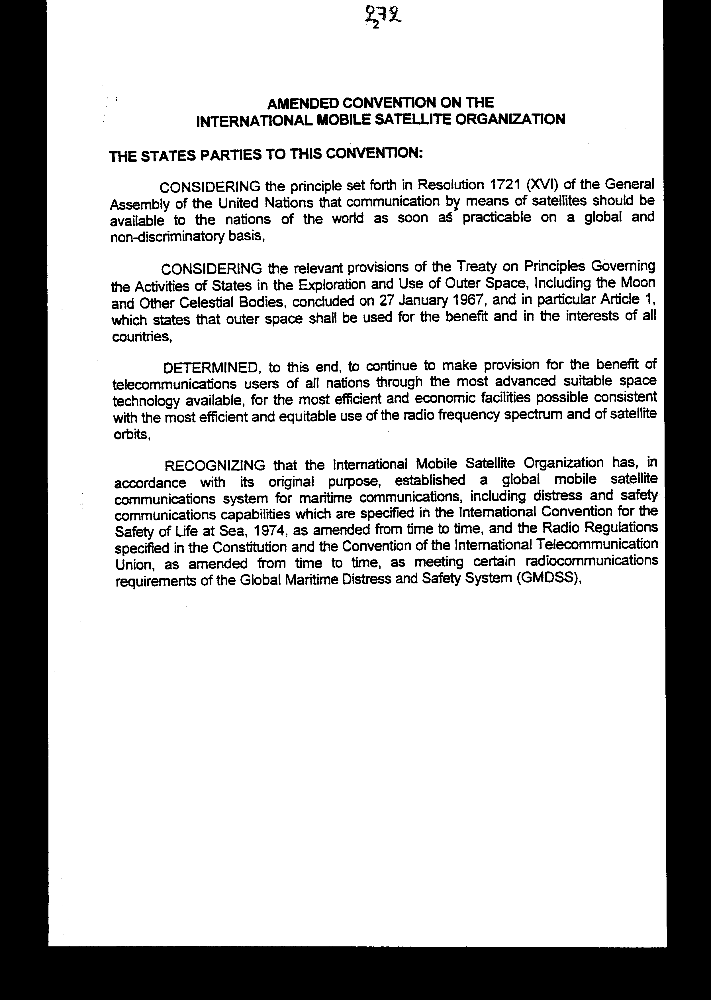 272
2
AMENDED CONVENTION ON THE
INTERNATIONAL MOBILE SATELLITE ORGANIZATION
THE STATES PARTIES TO THIS CONVENTION:
CONSIDERING the principle set forth in Resolution 1721 (XVI) of the General
Assembly of the United Nations that communication by means of satellites should be
available to the nations of the world as soon as practicable on a global and
non-discriminatory basis,
CONSIDERING the relevant provisions of the Treaty on Principles Governing
the Activities of States in the Exploration and Use of Outer Space, Including the Moon
and Other Celestial Bodies, concluded on 27 January 1967, and in particular Article 1,
which states that outer space shall be used for the benefit and in the interests of all
countries,
DETERMINED, to this end, to continue to make provision for the benefit of
telecommunications users of all nations through the most advanced suitable space
technology available, for the most efficient and economic facilities possible consistent
with the most efficient and equitable use of the radio frequency spectrum and of satellite
orbits,
RECOGNIZING that the International Mobile Satellite Organization has, in
accordance with its original purpose, established a global mobile satellite
communications system for maritime communications, including distress and safety
communications capabilities which are specified in the International Convention for the
Safety of Life at Sea, 1974, as amended from time to time, and the Radio Regulations
specified in the Constitution and the Convention of the International Telecommunication
Union, as amended from time to time, as meeting certain radiocommunications
requirements of the Global Maritime Distress and Safety System (GMDSS),